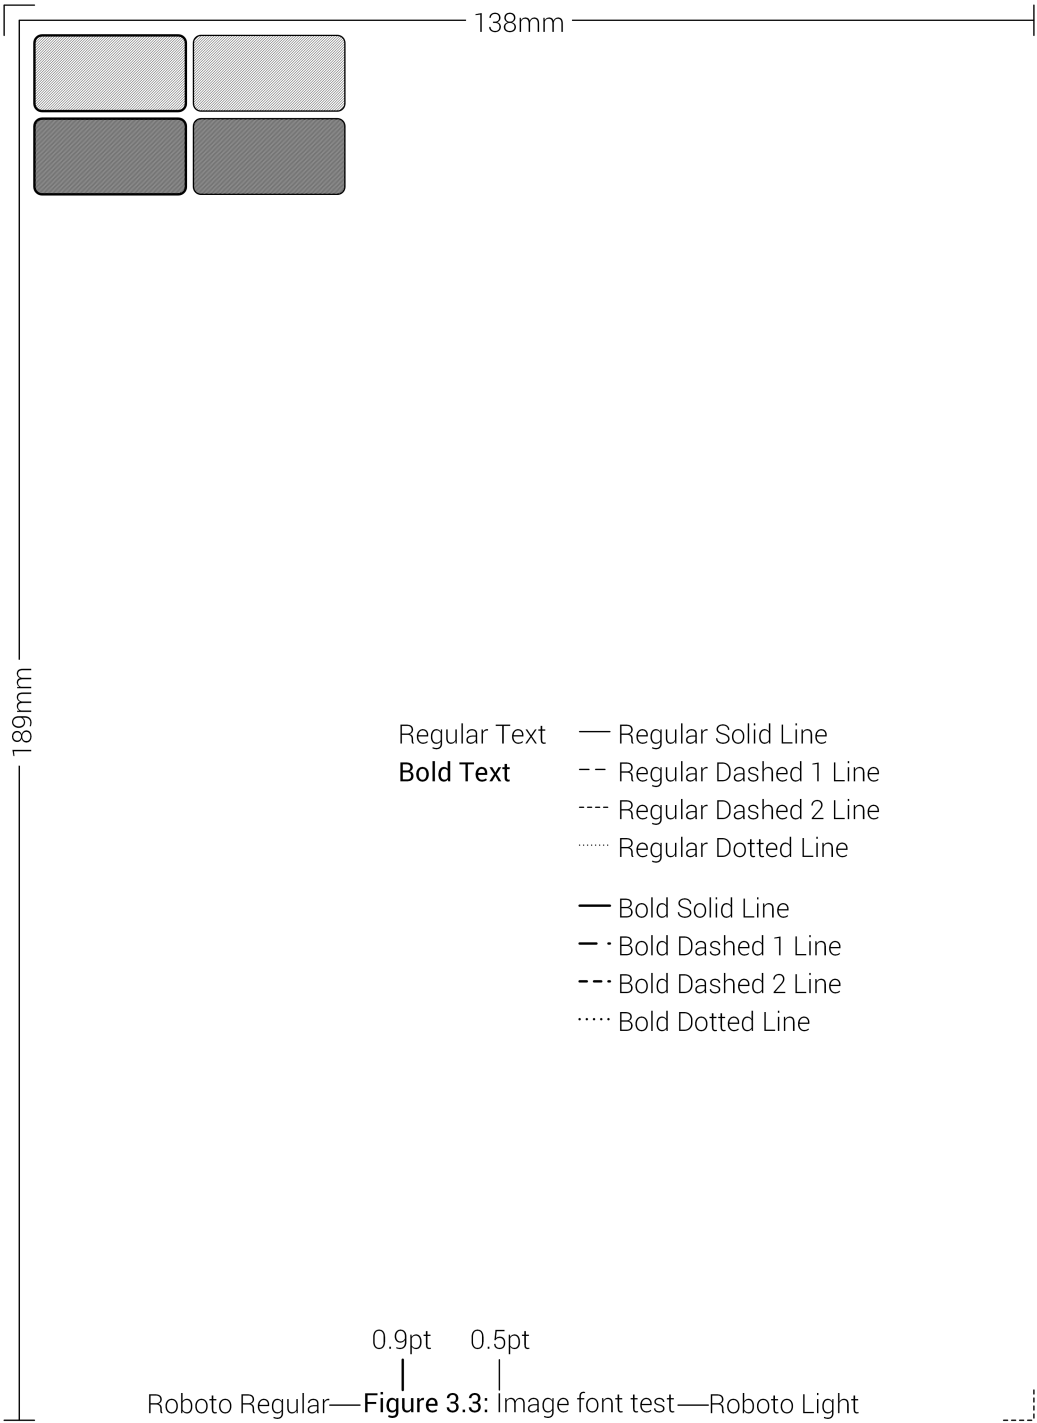 138mm
189mm
Regular Text
Bold Text
Regular Solid Line
Regular Dashed 1 Line
Regular Dashed 2 Line
Regular Dotted Line
Bold Solid Line
Bold Dashed 1 Line
Bold Dashed 2 Line
Bold Dotted Line
0.9pt 0.5pt
Roboto Regular—Figure 3.3: Image font test—Roboto Light